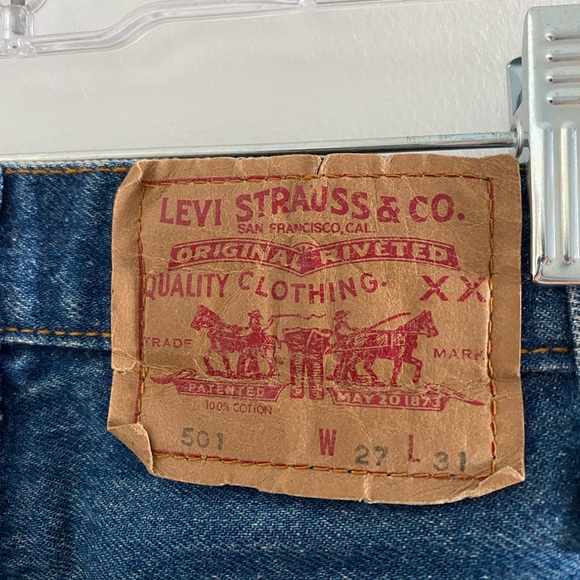 LEVI STRAUSS & CO.
SAN FRANCISCO, CAL.
ORIGINAL RIVETED
QUALITY CLOTHING. XX
TRADE MARK
PATENTED MAY 20 1873
100% COTTON
501 W 27 L 31